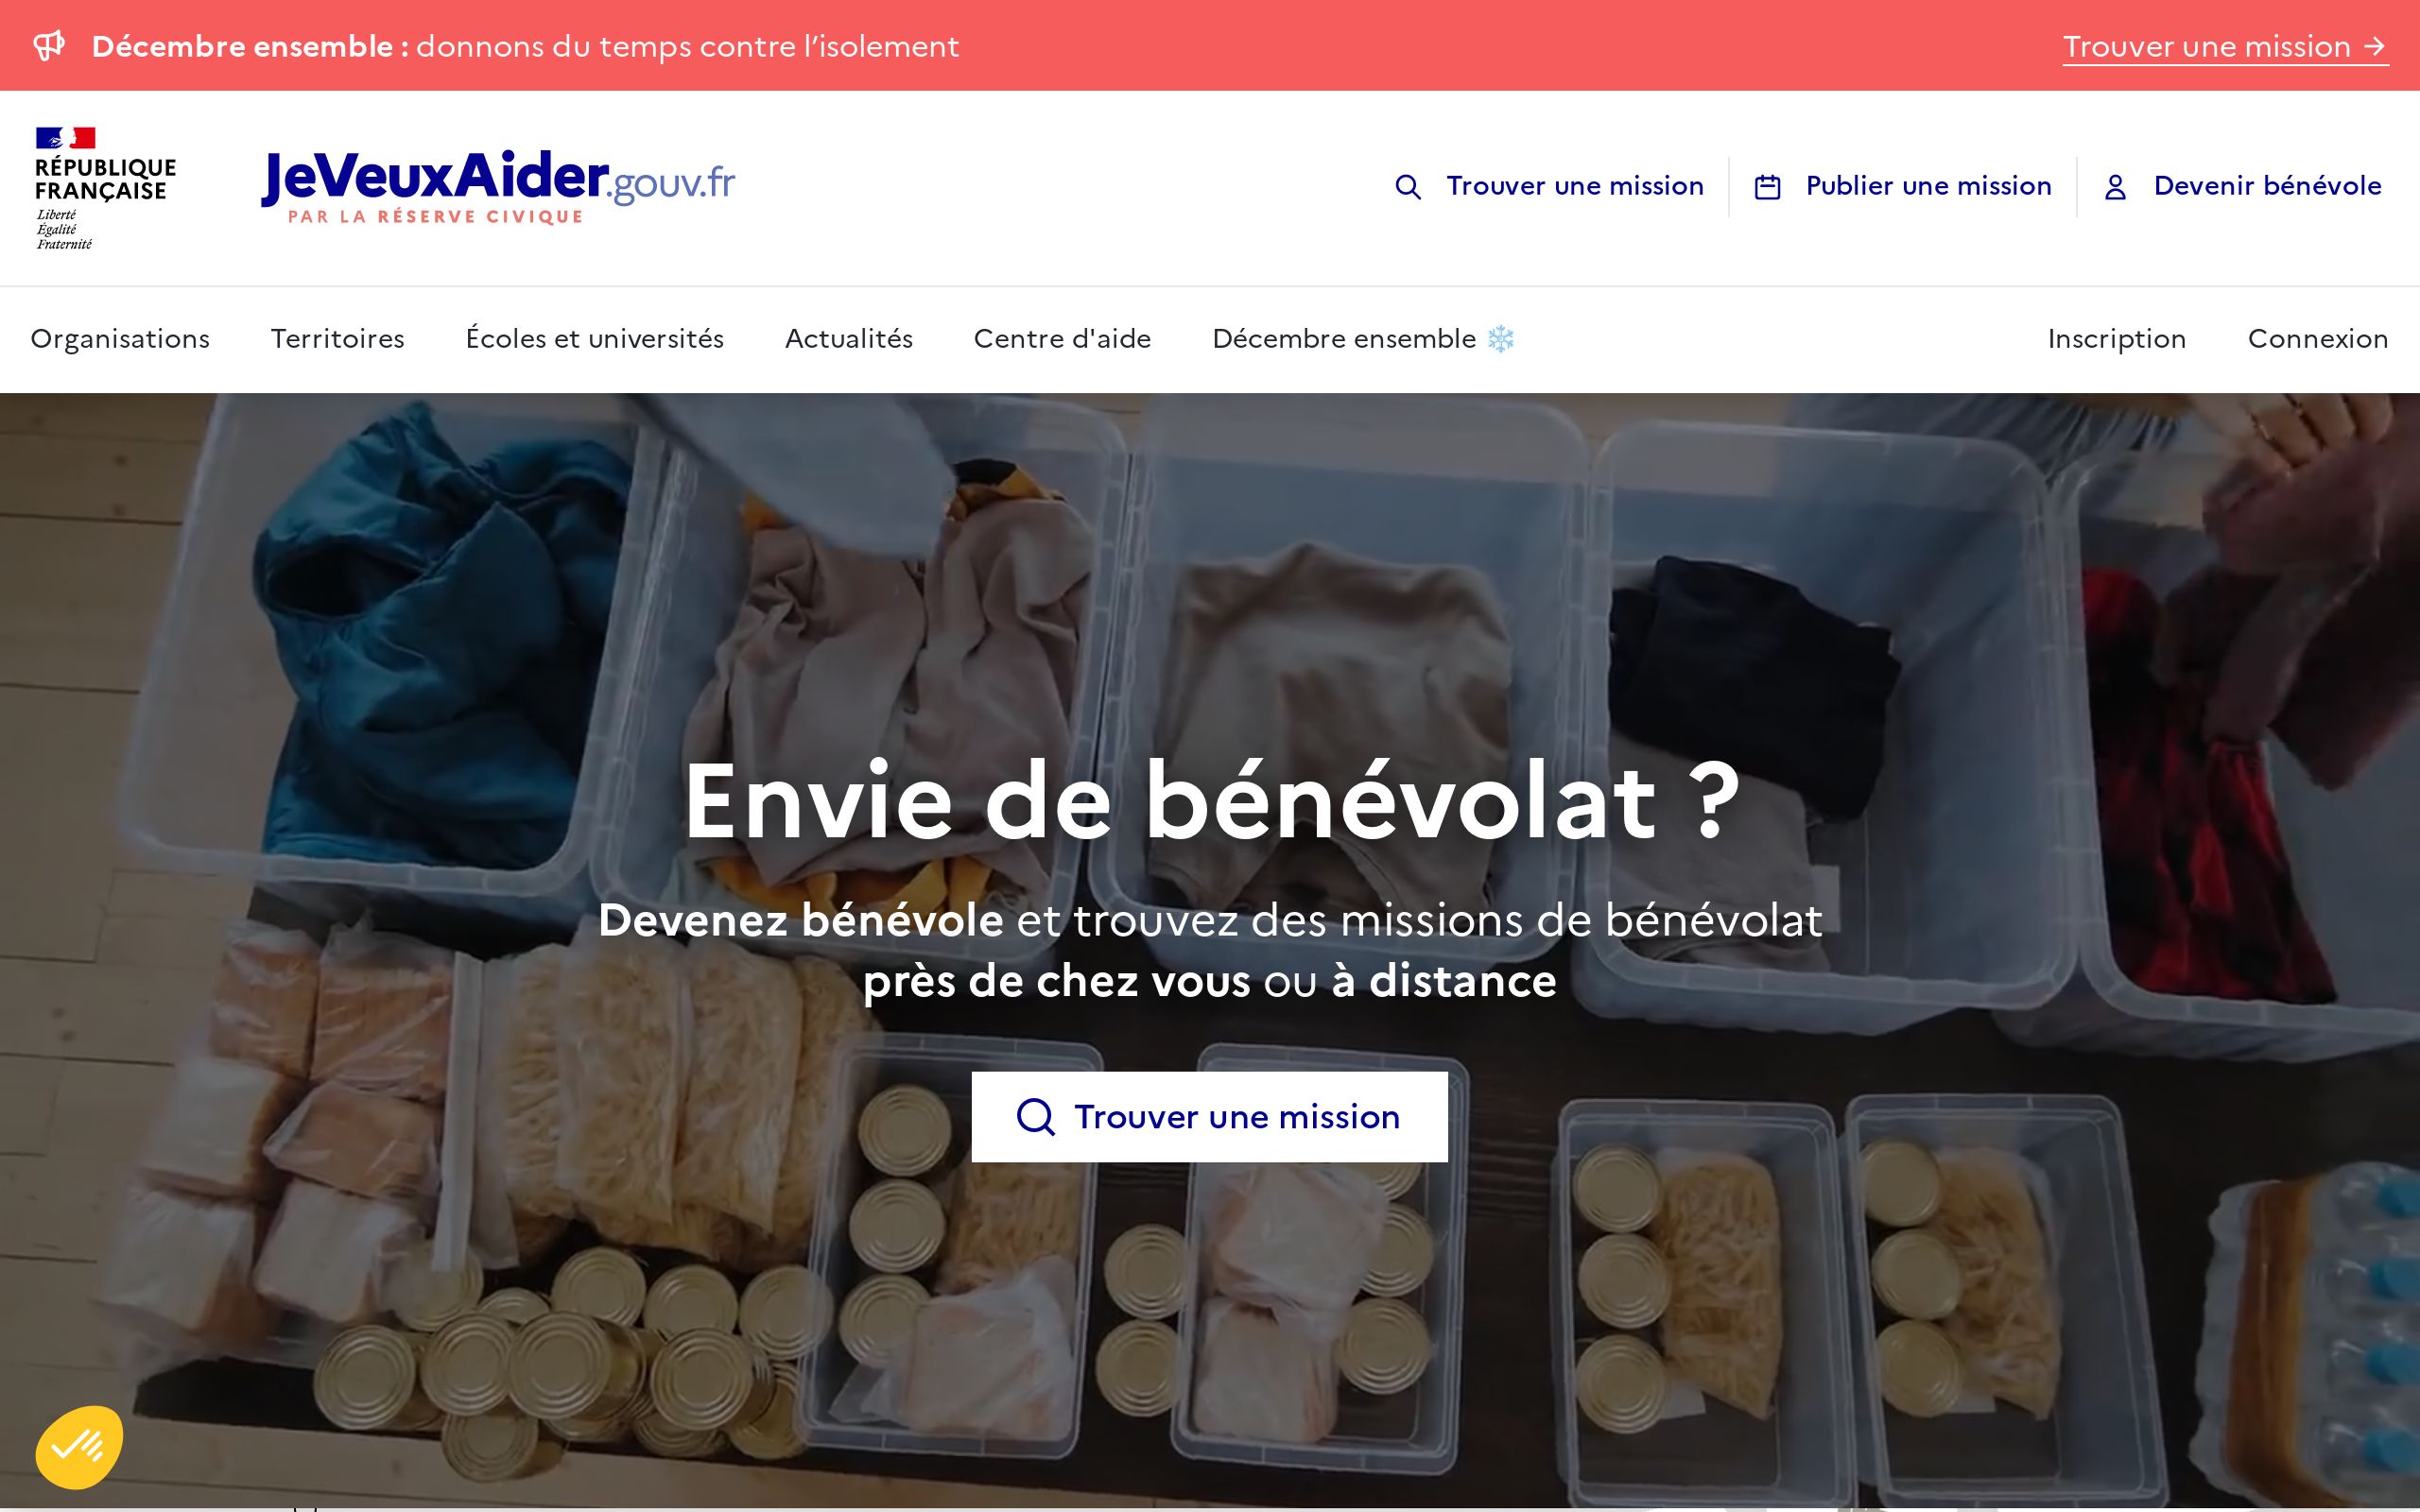 Décembre ensemble : donnons du temps contre l’isolement
Trouver une mission →
RÉPUBLIQUE
FRANÇAISE
Liberté
Égalité
Fraternité
JeVeuxAider.gouv.fr
PAR LA RÉSERVE CIVIQUE
Trouver une mission
Publier une mission
Devenir bénévole
Organisations
Territoires
Écoles et universités
Actualités
Centre d'aide
Décembre ensemble ❄️
Inscription
Connexion
Envie de bénévolat ?
Devenez bénévole et trouvez des missions de bénévolat
près de chez vous ou à distance
Trouver une mission